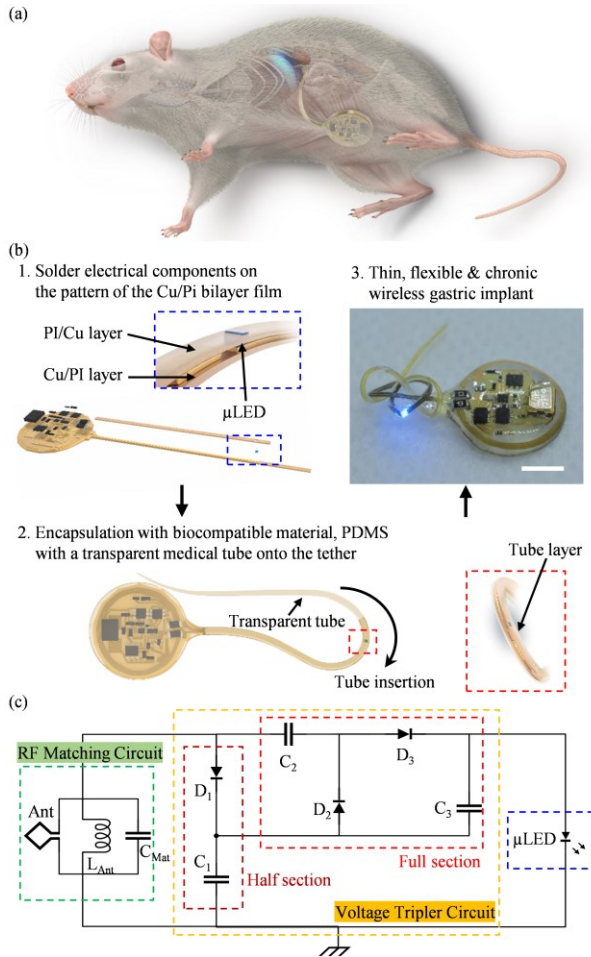 (a)
(b)
1. Solder electrical components on
the pattern of the Cu/Pi bilayer film
PI/Cu layer
Cu/PI layer
µLED
3. Thin, flexible & chronic
wireless gastric implant
2. Encapsulation with biocompatible material, PDMS
with a transparent medical tube onto the tether
Transparent tube
Tube insertion
Tube layer
(c)
RF Matching Circuit
Ant
L_Ant
C_Mat
D₁
C₁
Half section
C₂
D₂
D₃
C₃
Full section
Voltage Tripler Circuit
µLED